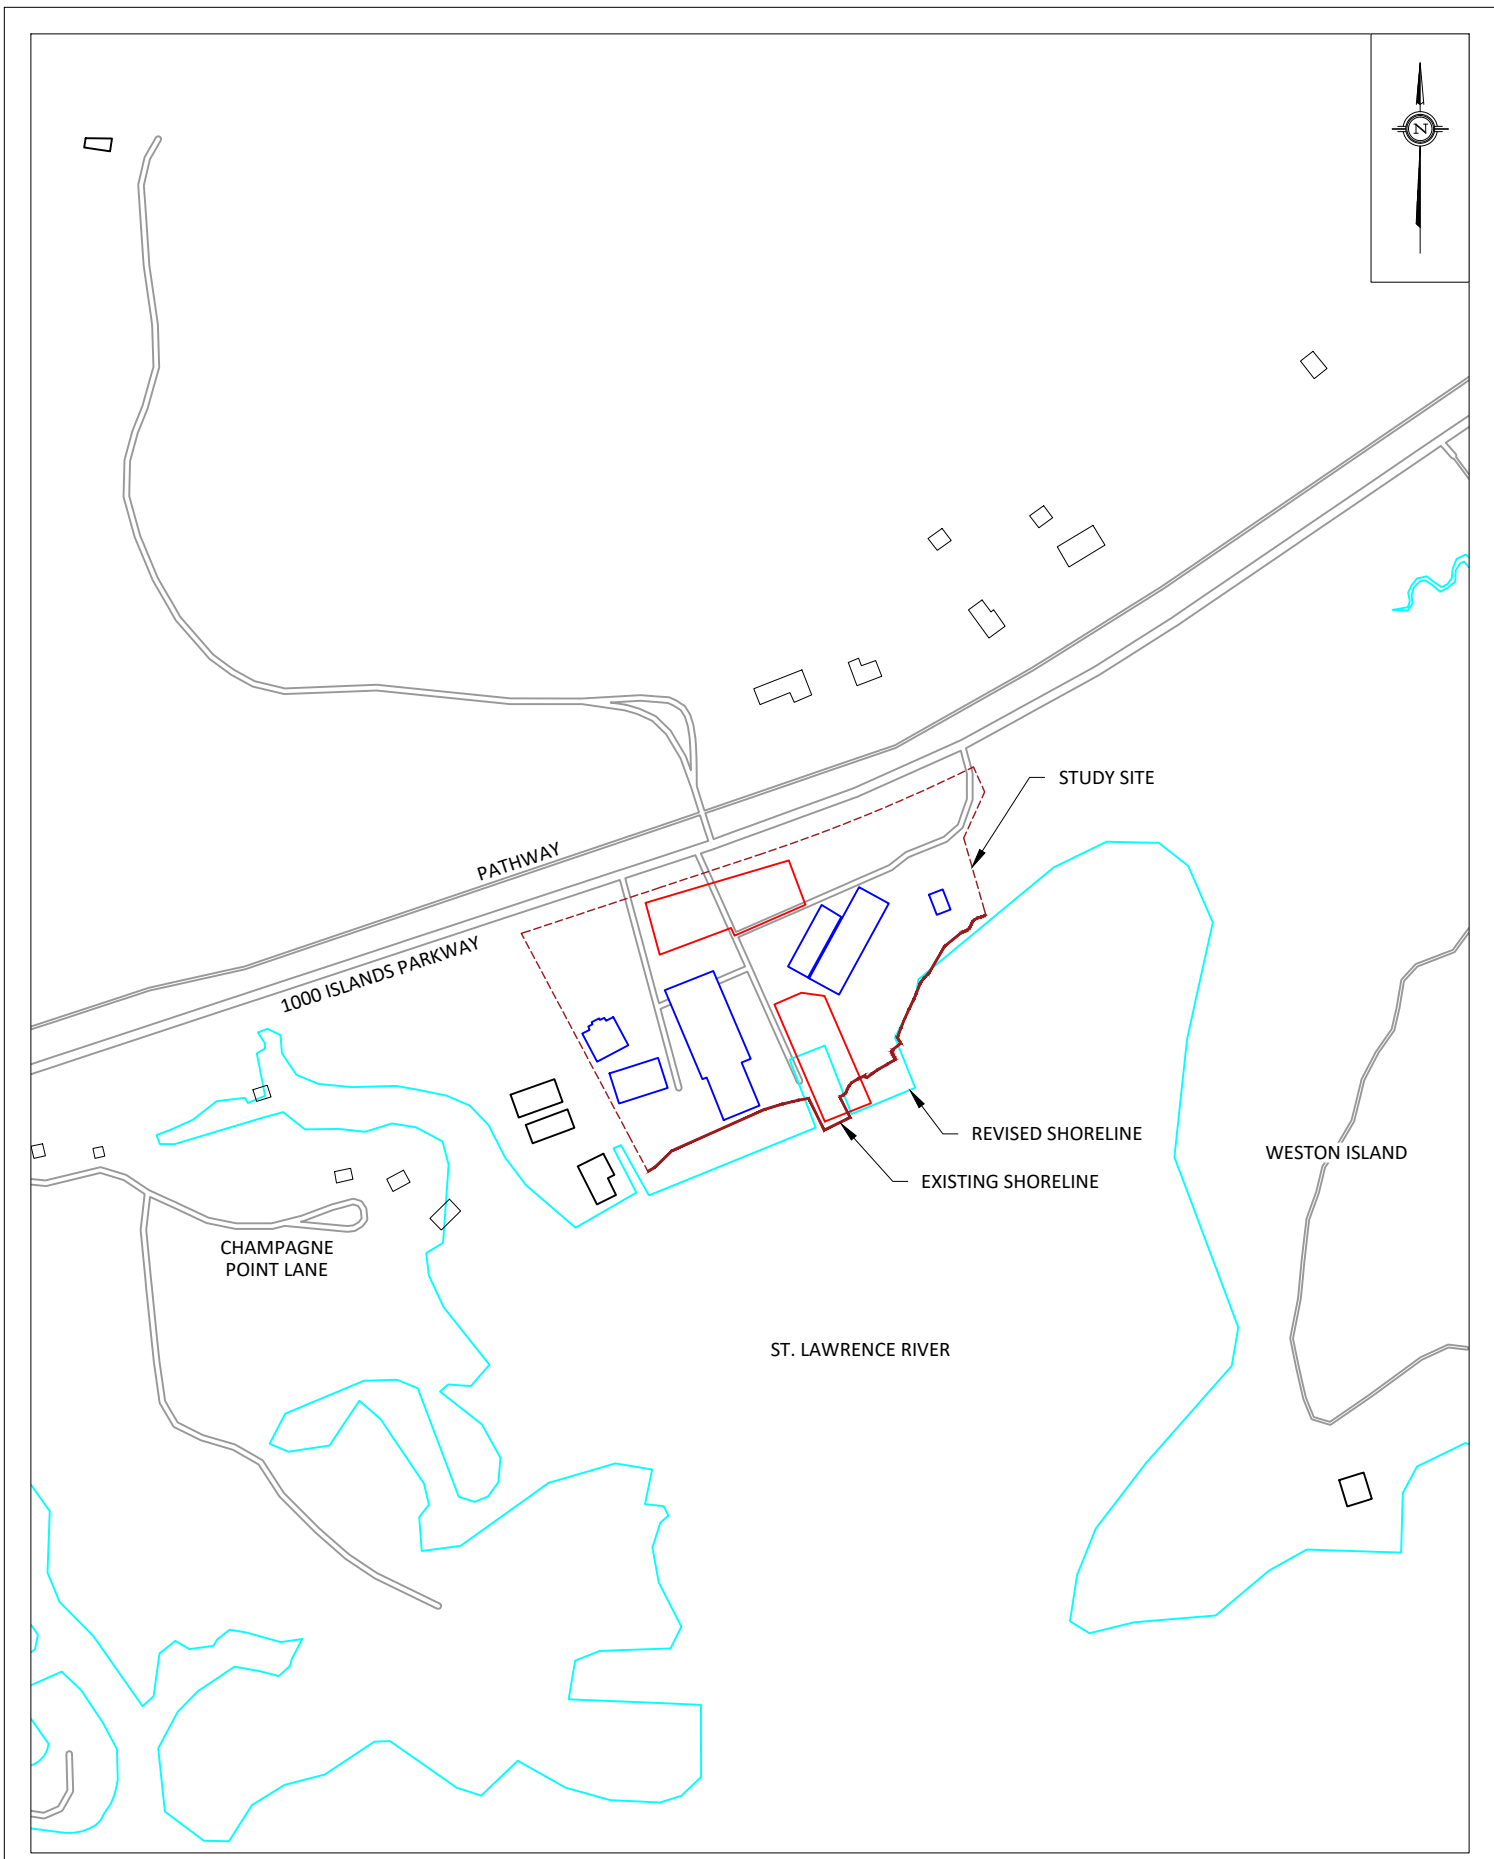 N
STUDY SITE
PATHWAY
1000 ISLANDS PARKWAY
REVISED SHORELINE
WESTON ISLAND
EXISTING SHORELINE
CHAMPAGNE
POINT LANE
ST. LAWRENCE RIVER